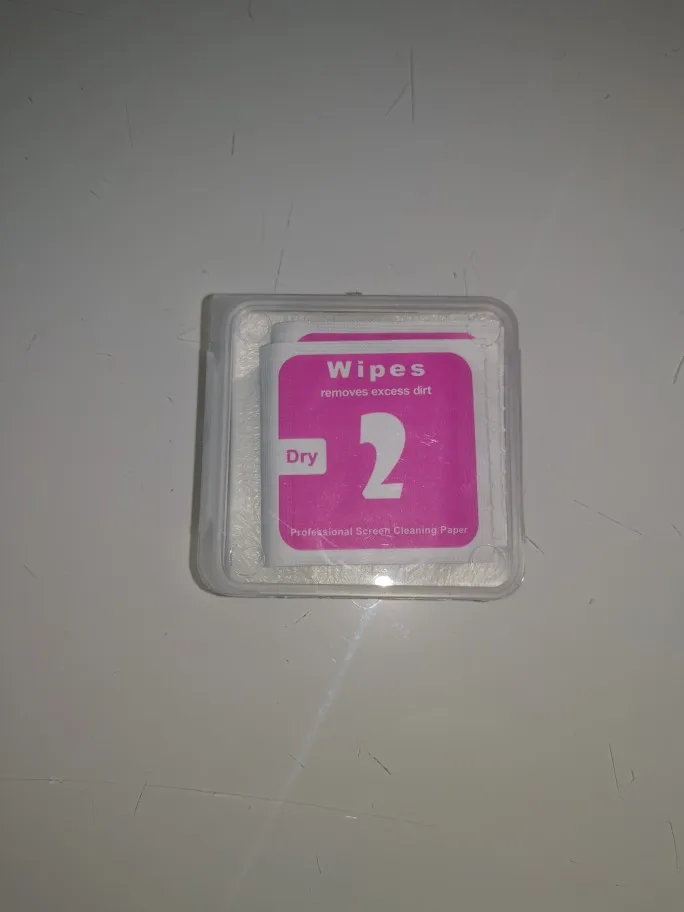 Wipes
removes excess dirt
2
Dry
Professional Screen Cleaning Paper